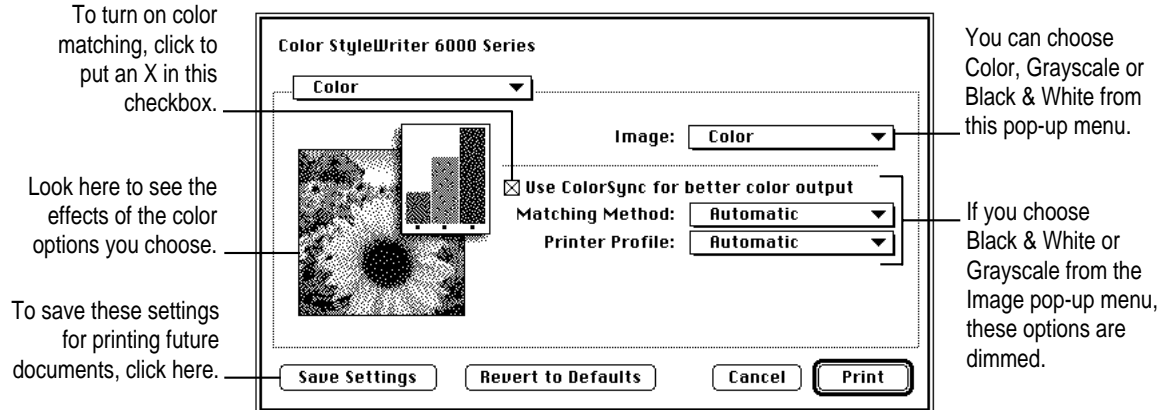 To turn on color
matching, click to
put an X in this
checkbox.
Look here to see the
effects of the color
options you choose.
To save these settings
for printing future
documents, click here.
Color StyleWriter 6000 Series
Color
Image: Color
Use ColorSync for better color output
Matching Method: Automatic
Printer Profile: Automatic
Save Settings Revert to Defaults Cancel Print
You can choose
Color, Grayscale or
Black & White from
this pop-up menu.
If you choose
Black & White or
Grayscale from the
Image pop-up menu,
these options are
dimmed.